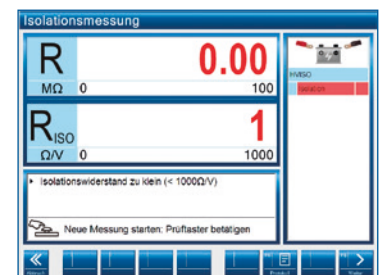 Isolationsmessung
R 0.00
MΩ 0 100
RISO 1
Ω/V 0 1000
HVISO
Isolation
• Isolationswiderstand zu klein (< 1000Ω/V)
Neue Messung starten: Prüftaster betätigen